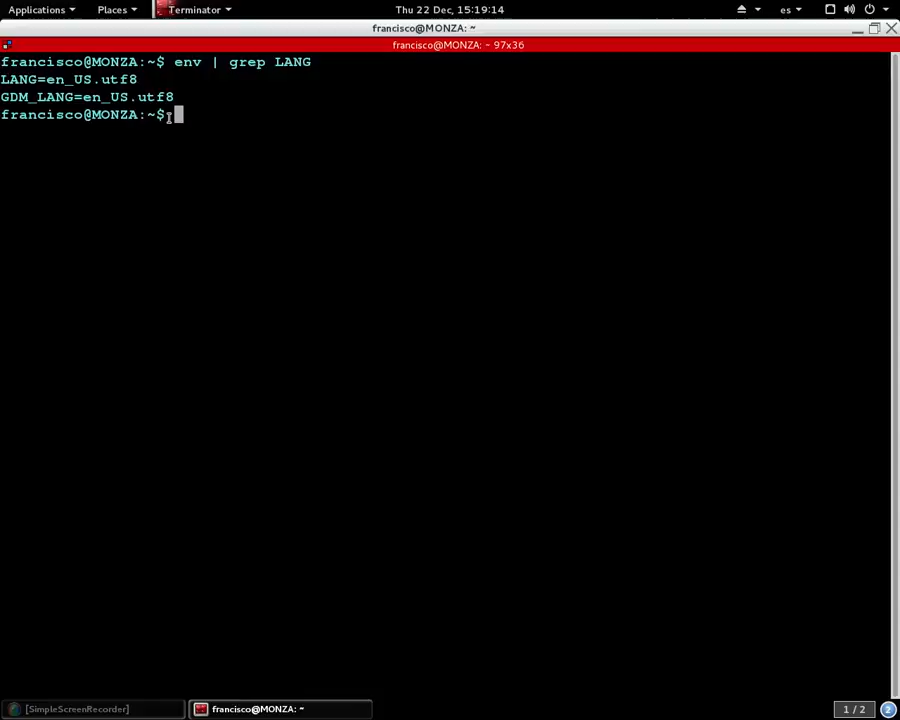 Applications Places Terminator Thu 22 Dec, 15:19:14 es
francisco@MONZA: ~
francisco@MONZA: ~ 97x36
francisco@MONZA:~$ env | grep LANG
LANG=en_US.utf8
GDM_LANG=en_US.utf8
francisco@MONZA:~$
[SimpleScreenRecorder] francisco@MONZA: ~ 1 / 2 2